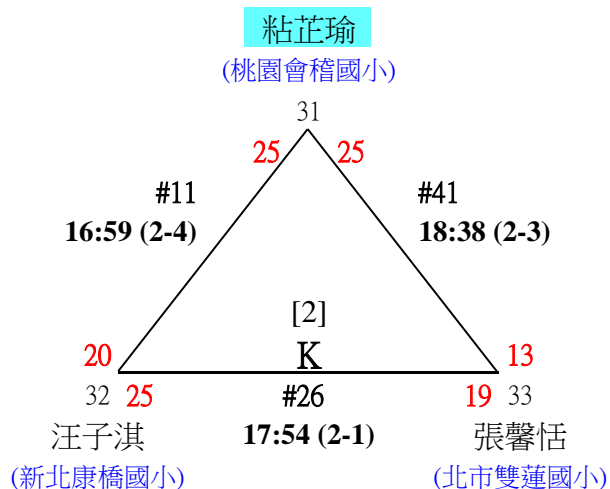 粘芷瑜
(桃園會稽國小)
31
25 25
#11 #41
16:59 (2-4) 18:38 (2-3)
[2]
20 K 13
32 25 #26 19 33
汪子淇 17:54 (2-1) 張馨恬
(新北康橋國小) (北市雙蓮國小)